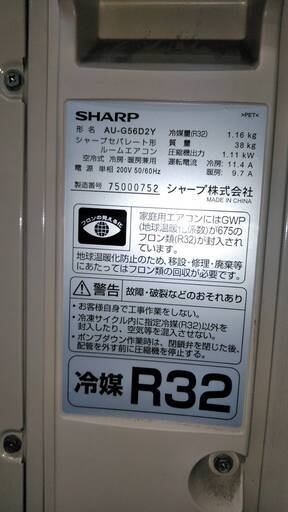 >PET<
SHARP
形名 AU-G56D2Y 冷媒量(R32) 1.16 kg
シャープセパレート形 質量 38 kg
ルームエアコン 圧縮機出力 1.11 kW
空冷式 冷房・暖房兼用 運転電流 冷房: 11.4 A
電源 単相 200V 50/60Hz 暖房: 9.7 A
製造番号 75000752 シャープ株式会社
MADE IN CHINA
フロンの見える化
家庭用エアコンにはGWP
(地球温暖化係数)が675の
フロン類(R32)が封入され
ています。
地球温暖化防止のため、移設・修理・廃棄等
にあたってはフロン類の回収が必要です。
警告 故障・破裂などのおそれあり
•お客様自身で工事作業をしない。
•冷凍サイクル内に指定冷媒(R32)以外を
封入したり、空気等を混入させない。
•ポンプダウン作業時は、閉鎖弁を閉じた後、
配管を外す前に圧縮機を停止する。
冷媒 R32